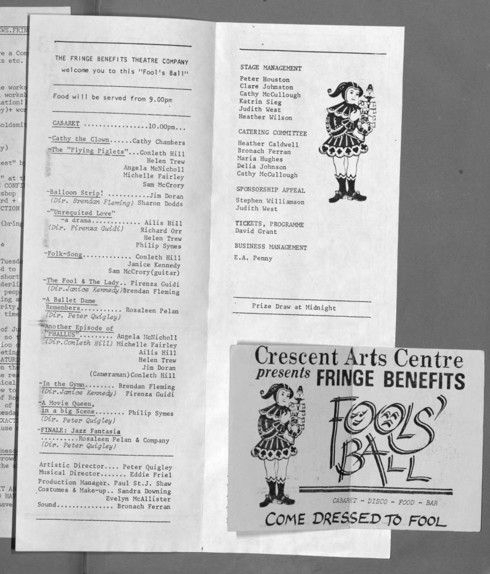 THE FRINGE BENEFITS THEATRE COMPANY
welcome you to this "Fool's Ball"
Food will be served from 9.00pm
CABARET ................10.00pm...
-Cathy the Clown......Cathy Chambers
-The "Flying Piglets"...Conleth Hill
Helen Trew
Angela McNicholl
Michelle Fairley
Sam McCrory
-Balloon Strip! ..........Jim Doran
(Dir. Brendan Fleming) Sharon Dodds
-"Unrequited Love"
-a drama............. Ailis Hill
(Dir. Firenza Guidi) Richard Orr
Helen Trew
Philip Symes
-Folk-Song........... Conleth Hill
Janice Kennedy
Sam McCrory(guitar)
-The Fool & The Lady.. Firenza Guidi
(Dir.Janice Kennedy)Brendan Fleming
-A Ballet Dame
Remembers........... Rosaleen Pelan
(Dir. Peter Quigley)
-Another Episode of
"PHALLUS"........ Angela McNicholl
(Dir.Conleth Hill) Michelle Fairley
Ailis Hill
Helen Trew
Jim Doran
(Cameraman)Conleth Hill
-In the Gymn........ Brendan Fleming
(Dir.Janice Kennedy) Firenza Guidi
-A Movie Queen,
in a big Scene....... Philip Symes
(Dir. Peter Quigley)
-FINALE: Jazz Fantasia
..........Rosaleen Pelan & Company
(Dir. Peter Quigley)
Artistic Director.... Peter Quigley
Musical Director....... Eddie Friel
Production Manager. Paul St.J. Shaw
Costumes & Make-up.. Sandra Downing
Evelyn McAllister
Sound.............. Bronach Ferran
STAGE MANAGEMENT
Peter Houston
Clare Johnston
Cathy McCullough
Katrin Sieg
Judith West
Heather Wilson
CATERING COMMITTEE
Heather Caldwell
Bronach Ferran
Maria Hughes
Delia Johnson
Cathy McCullough
SPONSORSHIP APPEAL
Stephen Williamson
Judith West
TICKETS, PROGRAMME
David Grant
BUSINESS MANAGEMENT
E.A. Penny
Prize Draw at Midnight
Crescent Arts Centre
presents FRINGE BENEFITS
FOOLS'
BALL
CABARET - DISCO - FOOD - BAR
COME DRESSED TO FOOL